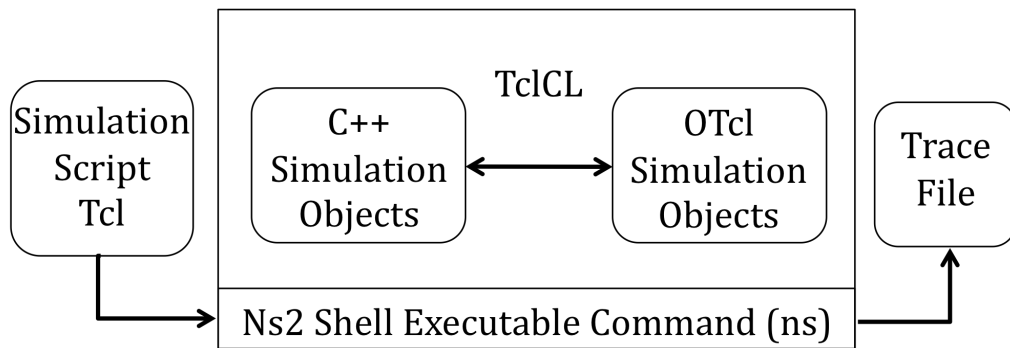 Simulation
Script
Tcl
TclCL
C++
Simulation
Objects
OTcl
Simulation
Objects
Trace
File
Ns2 Shell Executable Command (ns)